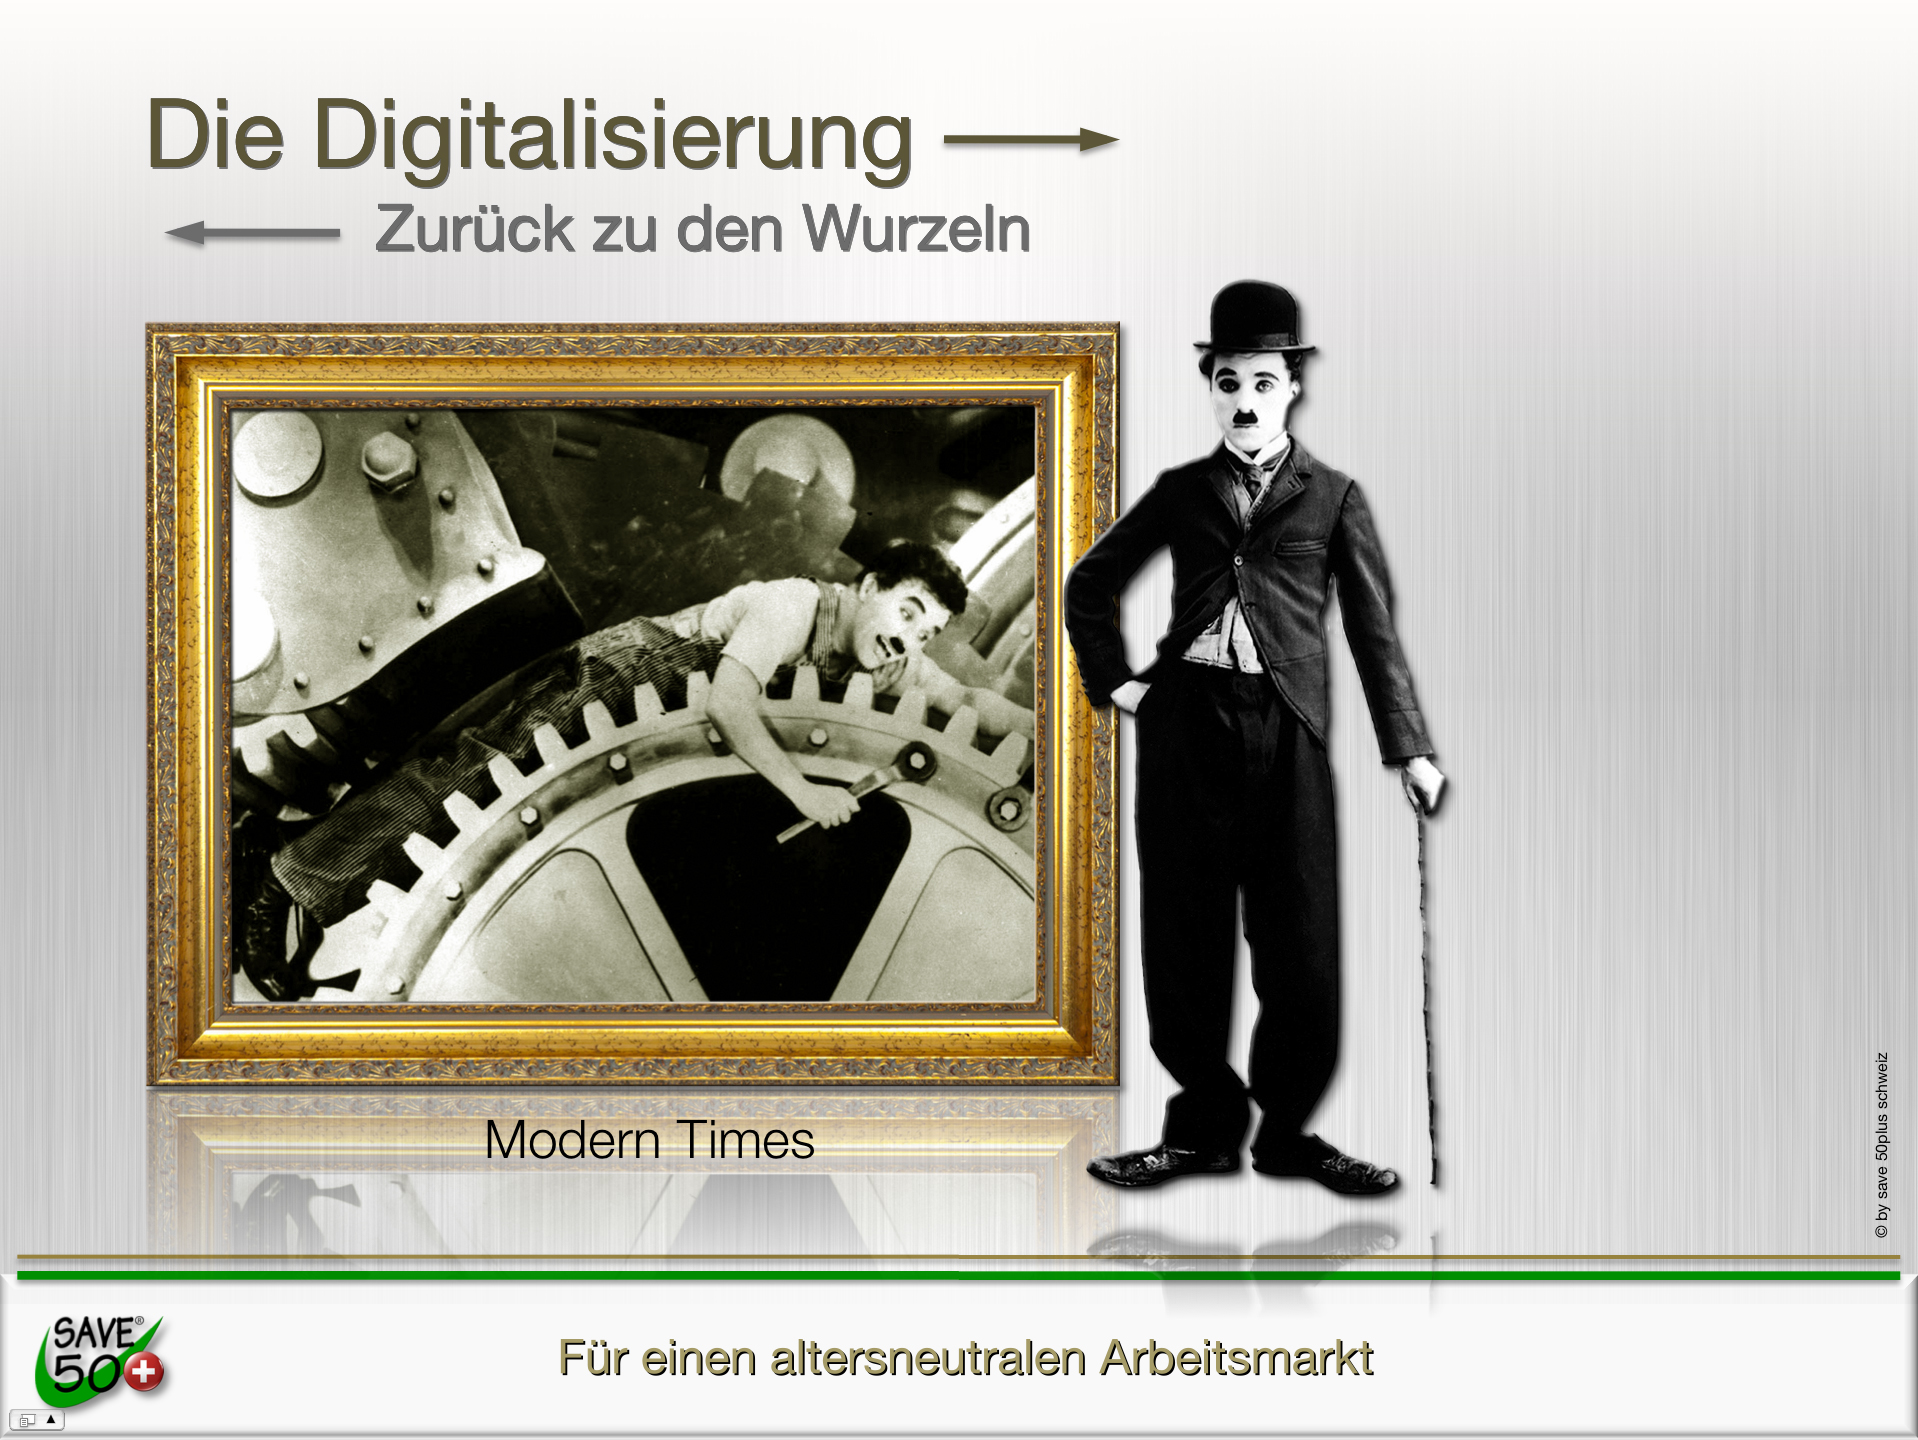 Die Digitalisierung
Zurück zu den Wurzeln
Modern Times
© by save 50plus schweiz
SAVE®
50
Für einen altersneutralen Arbeitsmarkt